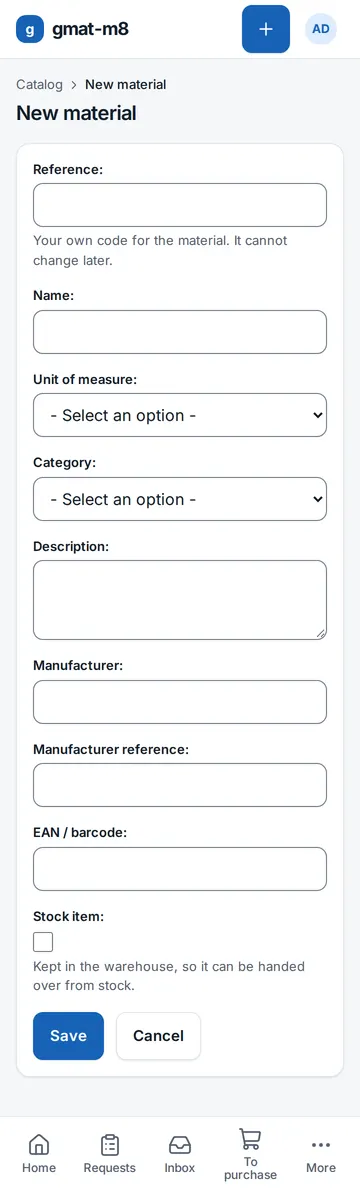 g gmat-m8 + AD
Catalog > New material
New material
Reference:
Your own code for the material. It cannot
change later.
Name:
Unit of measure:
- Select an option -
Category:
- Select an option -
Description:
Manufacturer:
Manufacturer reference:
EAN / barcode:
Stock item:
Kept in the warehouse, so it can be handed
over from stock.
Save Cancel
Home Requests Inbox To purchase More